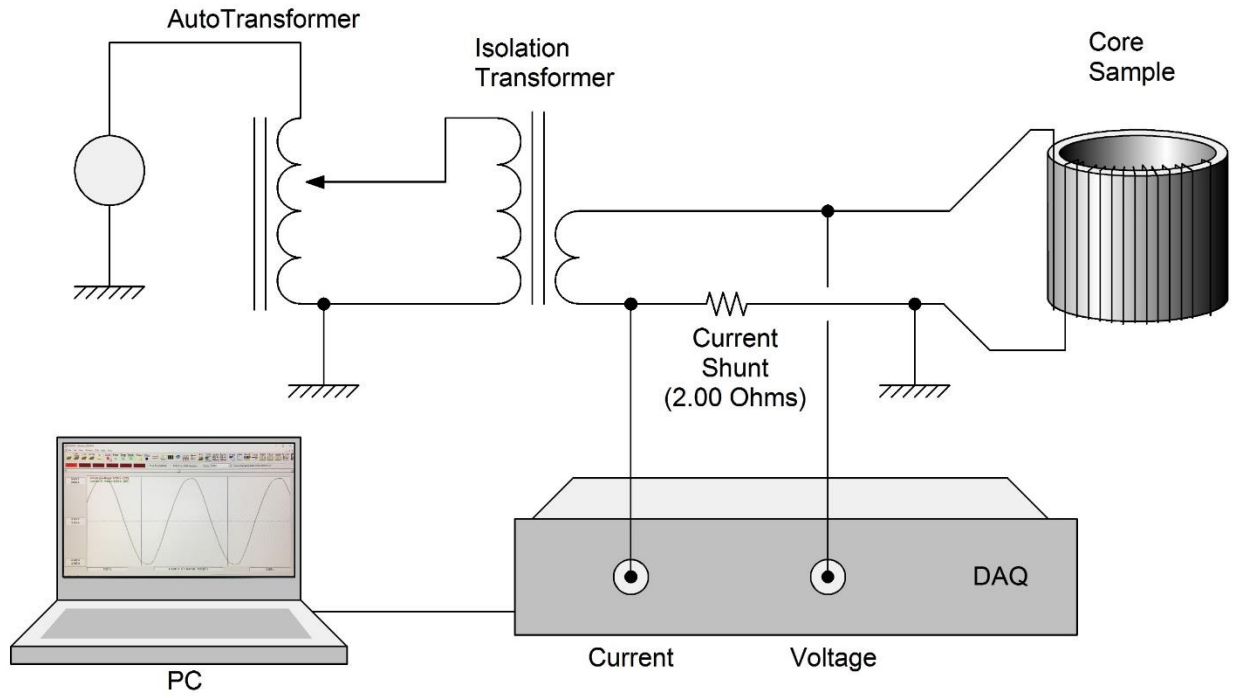 AutoTransformer
Isolation
Transformer
Core
Sample
Current
Shunt
(2.00 Ohms)
DAQ
Current
Voltage
PC